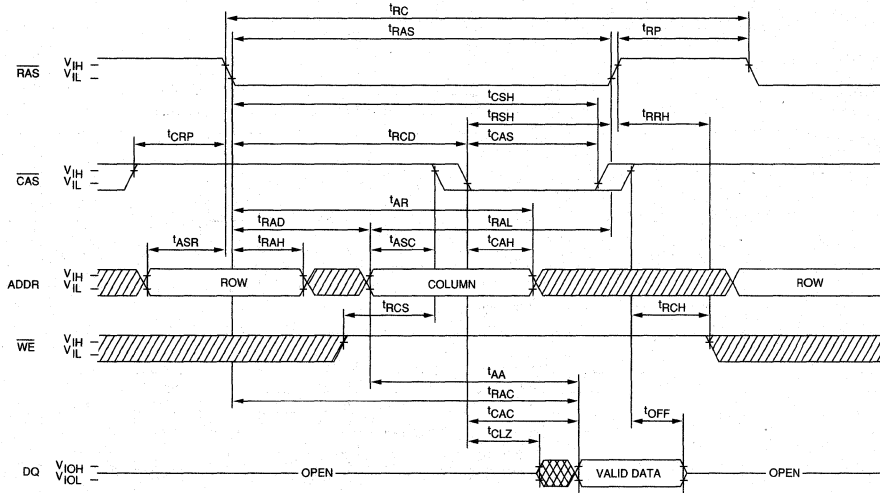 tRC
tRAS
tRP
RAS
VIH
VIL
tCSH
tRSH
tRRH
tCRP
tRCD
tCAS
CAS
VIH
VIL
tAR
tRAD
tRAL
tASR
tRAH
tASC
tCAH
ADDR
VIH
VIL
ROW
COLUMN
ROW
tRCS
tRCH
WE
VIH
VIL
tAA
tRAC
tCAC
tOFF
tCLZ
DQ
VIOH
VIOL
OPEN
VALID DATA
OPEN